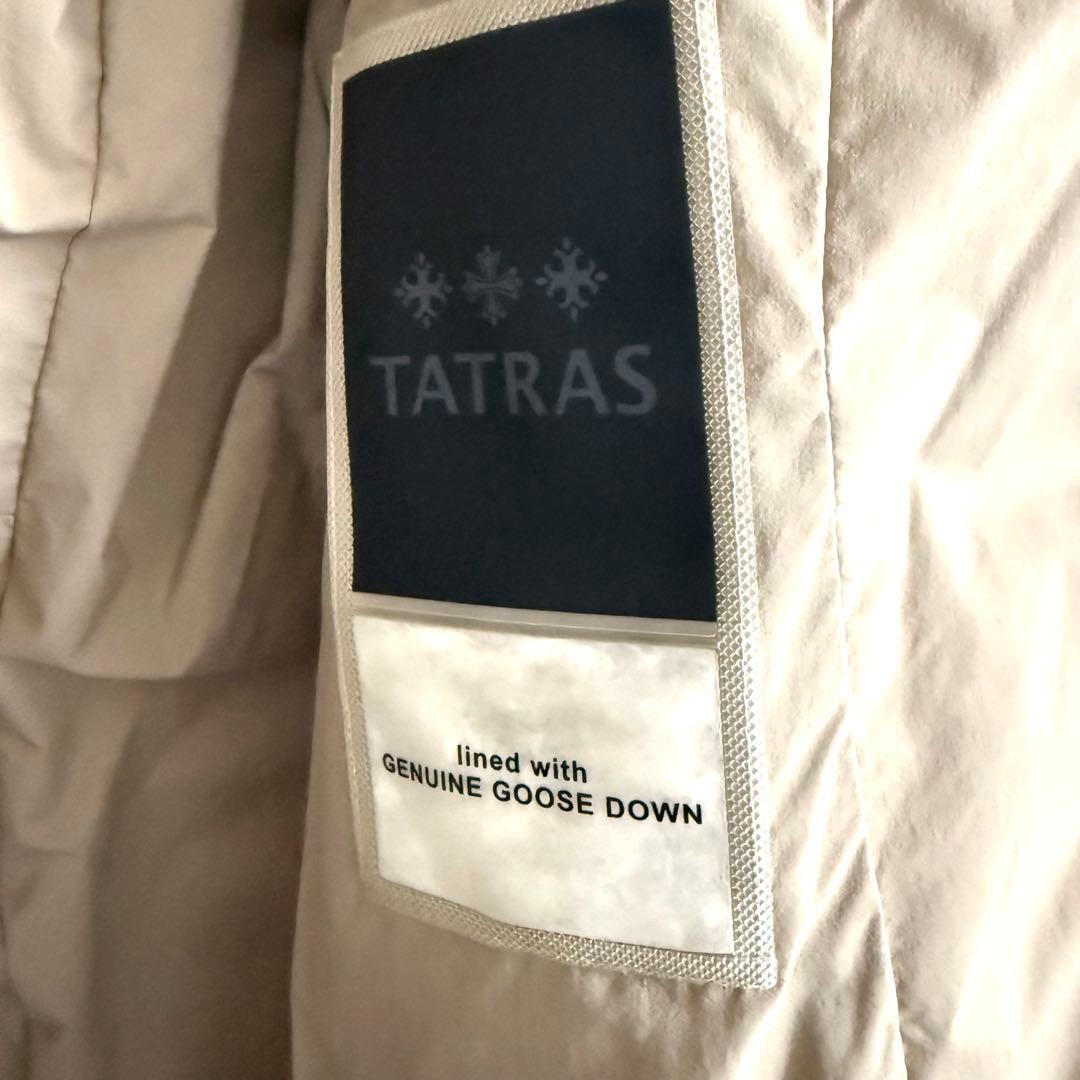 TATRAS
lined with
GENUINE GOOSE DOWN